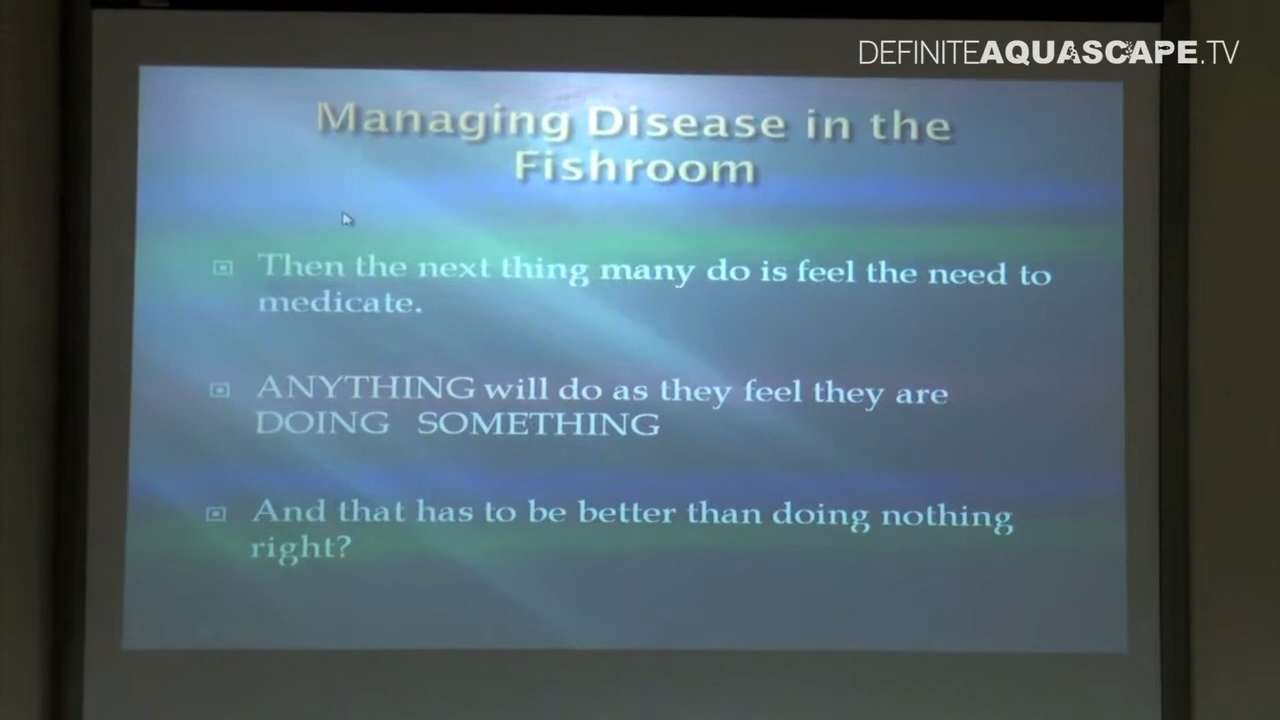 DEFINITEAQUASCAPE.TV
Managing Disease in the
Fishroom
Then the next thing many do is feel the need to
medicate.
ANYTHING will do as they feel they are
DOING SOMETHING
And that has to be better than doing nothing
right?